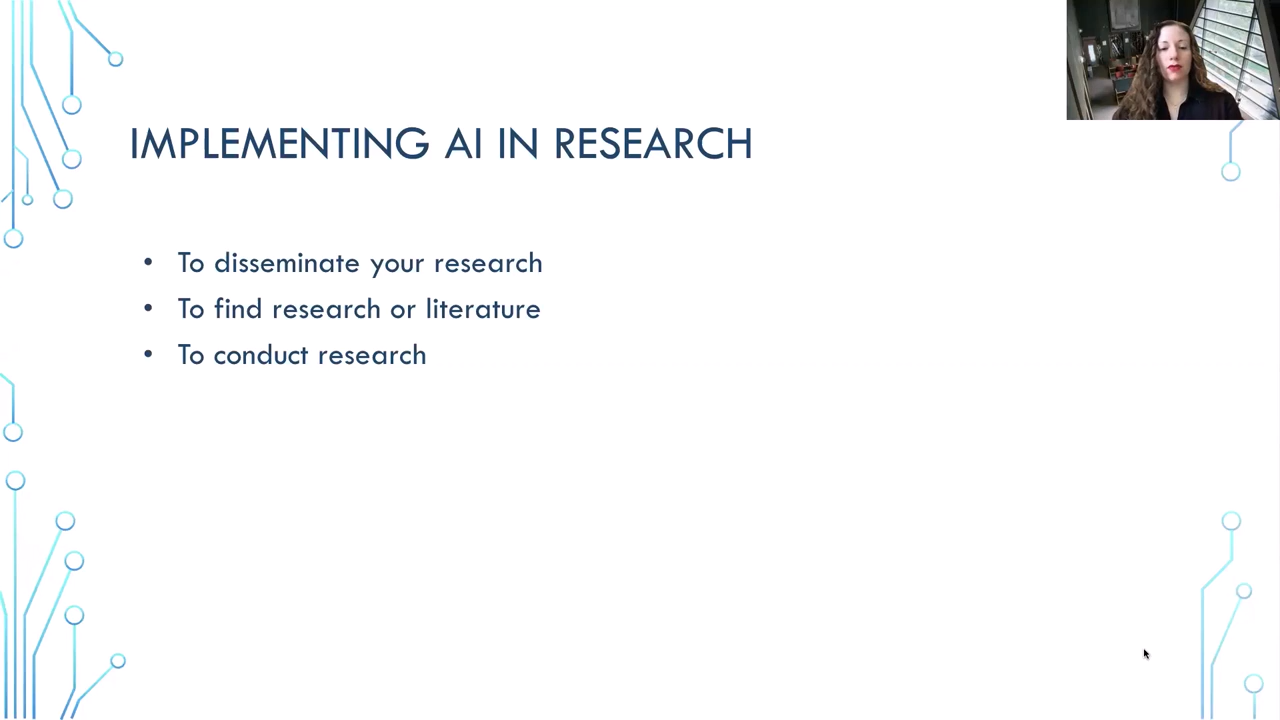 IMPLEMENTING AI IN RESEARCH
• To disseminate your research
• To find research or literature
• To conduct research